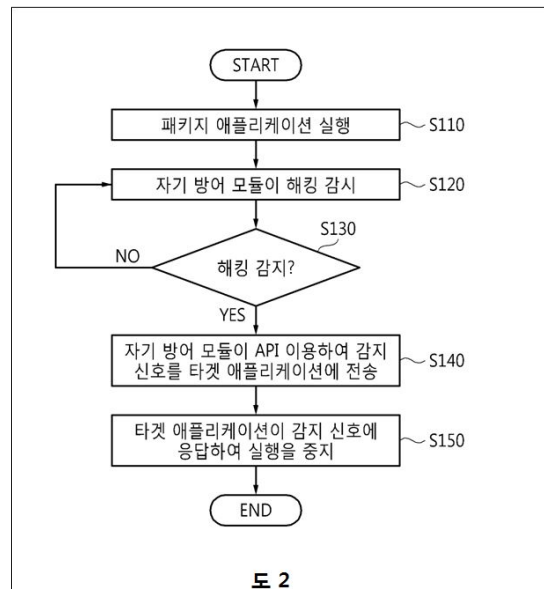 START
패키지 애플리케이션 실행
S110
자기 방어 모듈이 해킹 감시
S120
S130
해킹 감지?
NO
YES
자기 방어 모듈이 API 이용하여 감지
신호를 타겟 애플리케이션에 전송
S140
타겟 애플리케이션이 감지 신호에
응답하여 실행을 중지
S150
END
도 2